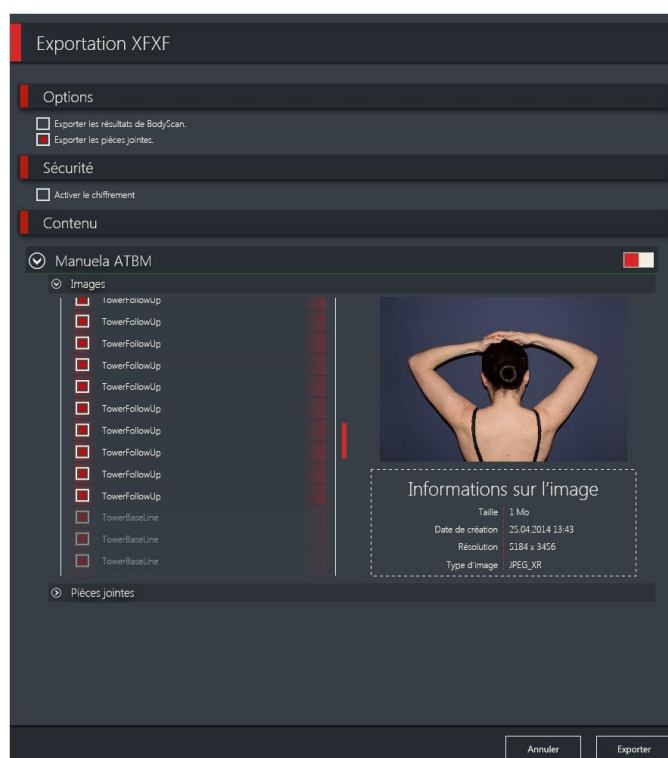 Exportation XFXF
Options
Exporter les résultats de BodyScan.
Exporter les pièces jointes.
Sécurité
Activer le chiffrement
Contenu
Manuela ATBM
Images
TowerFollowUp
TowerFollowUp
TowerFollowUp
TowerFollowUp
TowerFollowUp
TowerFollowUp
TowerFollowUp
TowerFollowUp
TowerFollowUp
TowerFollowUp
TowerBaseLine
TowerBaseLine
TowerBaseLine
Informations sur l'image
Taille 1 Mo
Date de création 25.04.2014 13:43
Résolution 5184 x 3456
Type d'image JPEG_XR
Pièces jointes
Annuler Exporter